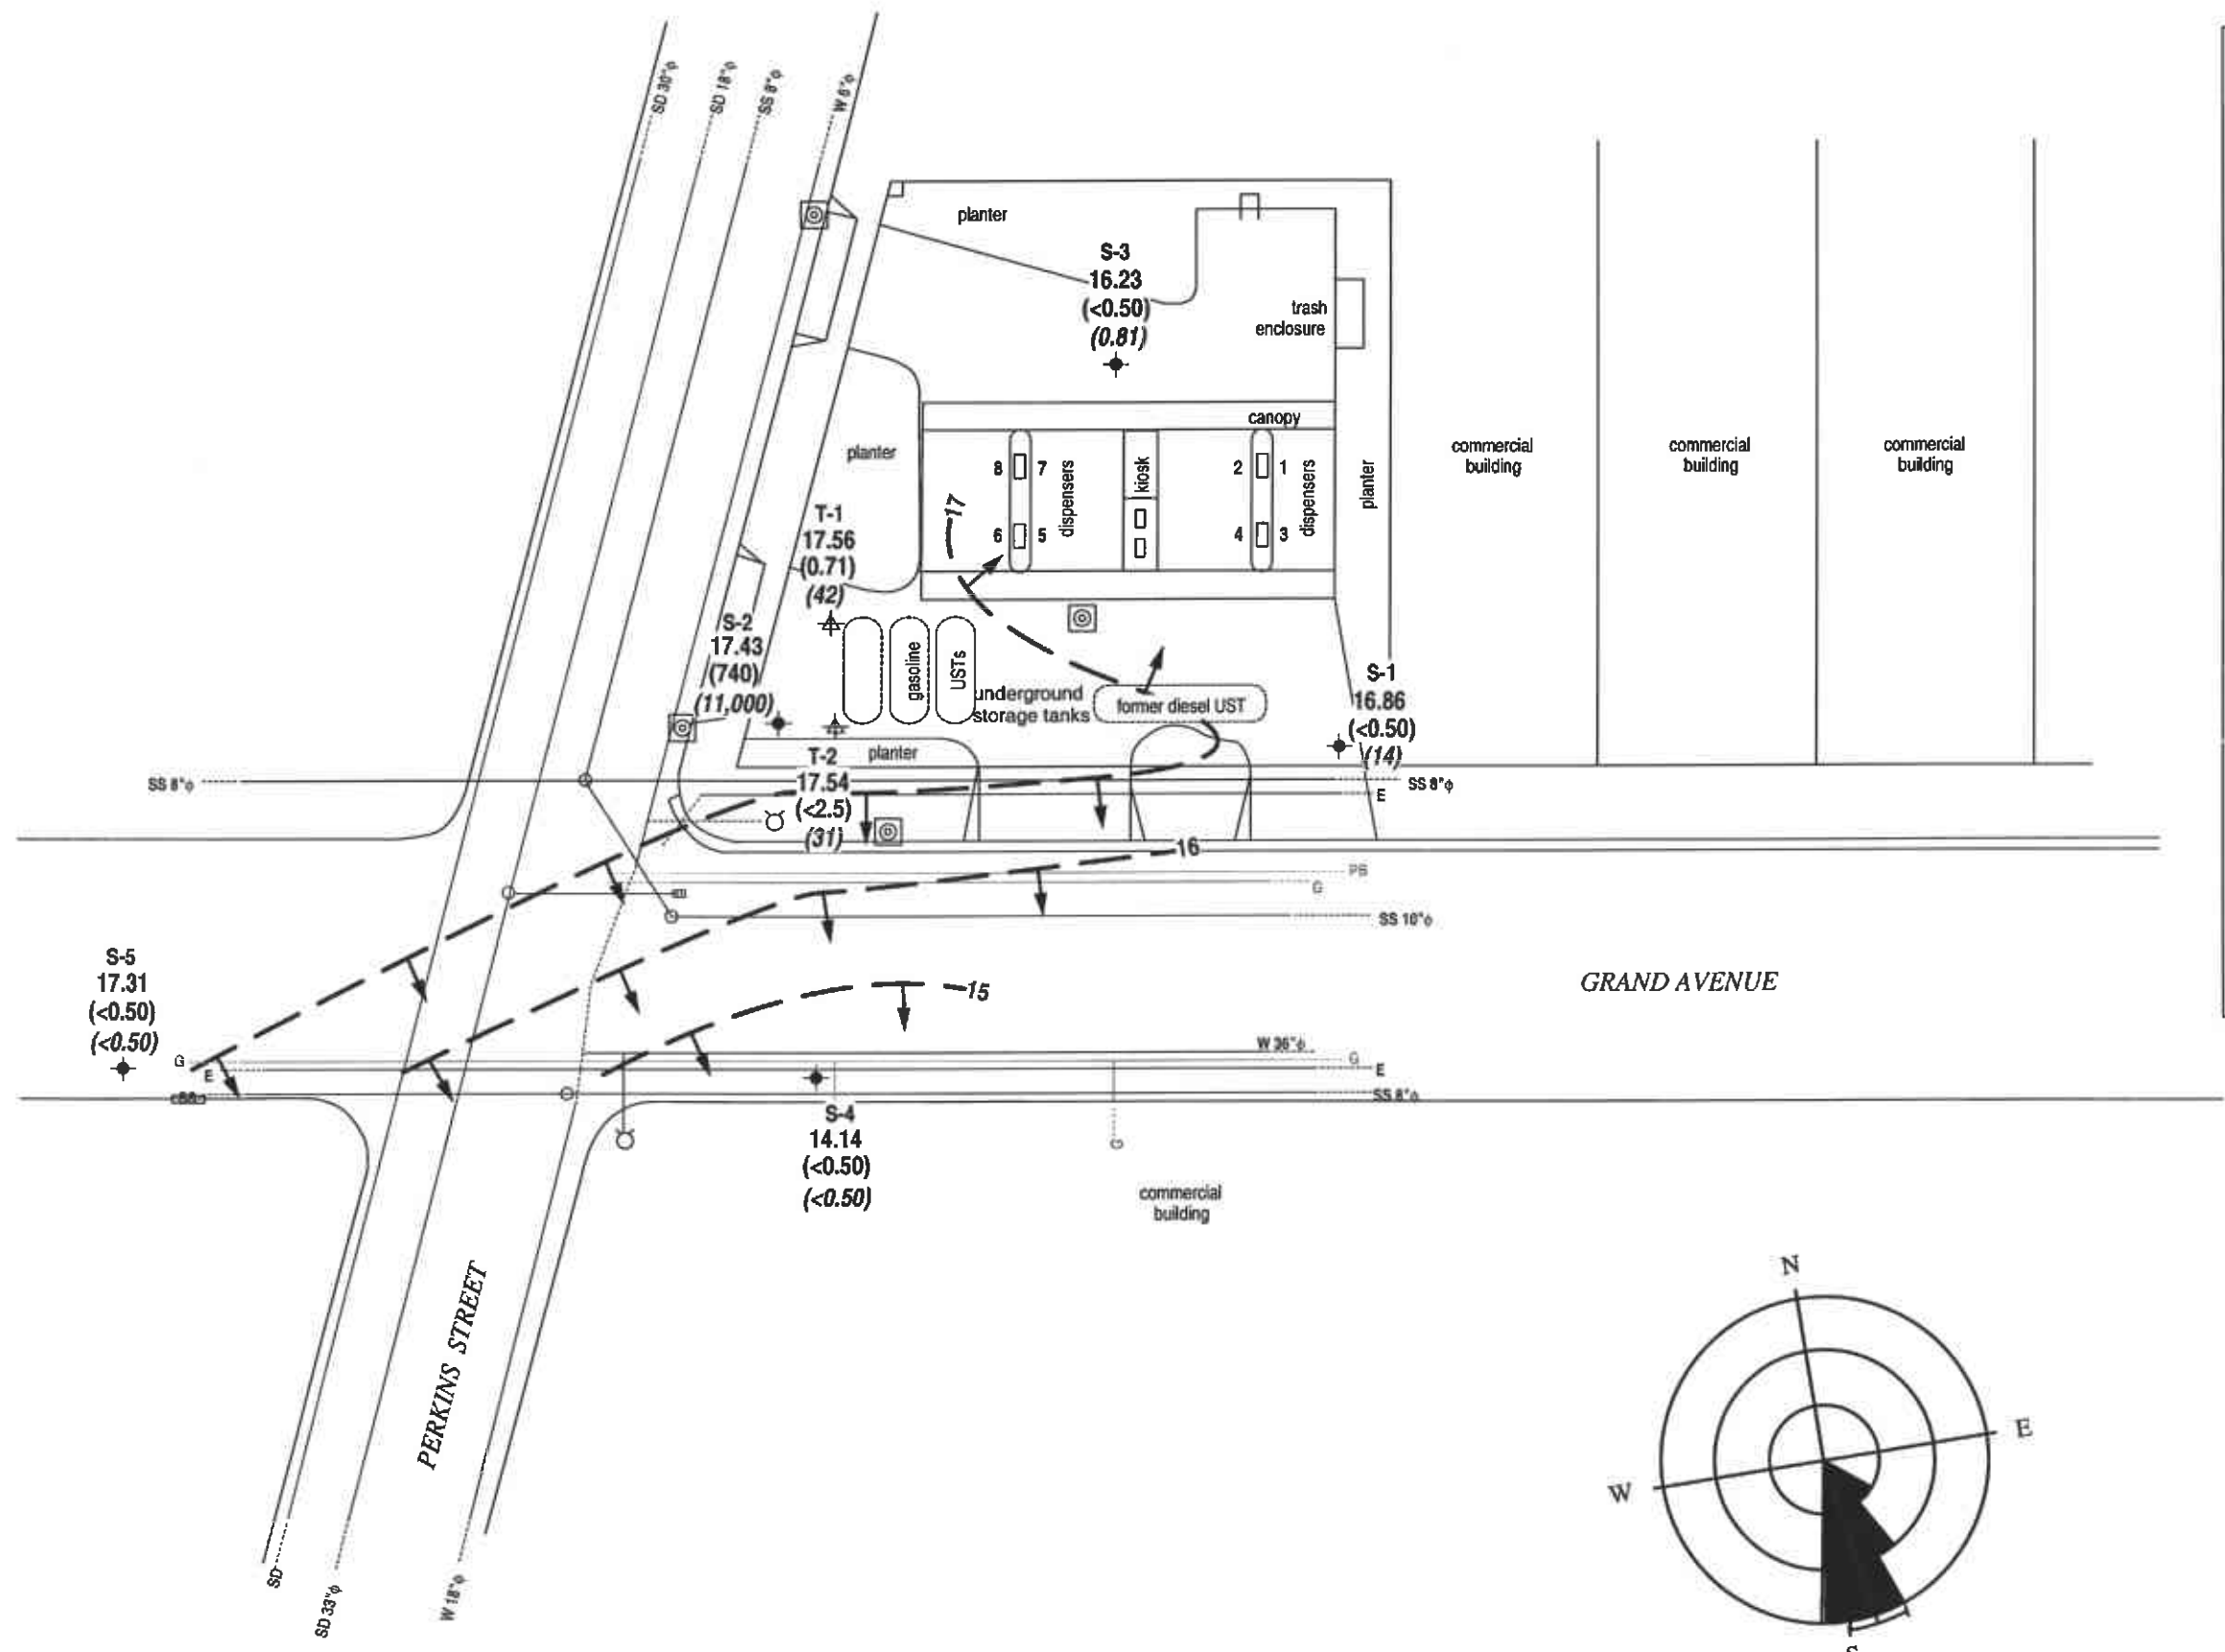 SD 30"ϕ
SD 18"ϕ
SS 8"ϕ
W 6"ϕ
planter
S-3
16.23
(<0.50)
(0.81)
trash
enclosure
canopy
planter
8
7
dispensers
kiosk
2
1
dispensers
planter
commercial
building
commercial
building
commercial
building
17
6
5
4
3
T-1
17.56
(0.71)
(42)
S-2
17.43
(740)
(11,000)
gasoline
USTs
underground
storage tanks
former diesel UST
S-1
16.86
(<0.50)
(14)
T-2
17.54
(<2.5)
(31)
planter
SS 8"ϕ
SS 8"ϕ
E
16
PB
G
SS 10"ϕ
S-5
17.31
(<0.50)
(<0.50)
15
GRAND AVENUE
G
E
W 36"ϕ
G
E
SS 8"ϕ
S-4
14.14
(<0.50)
(<0.50)
G
commercial
building
PERKINS STREET
SD
SD 33"ϕ
W 18"ϕ
N
E
W
S